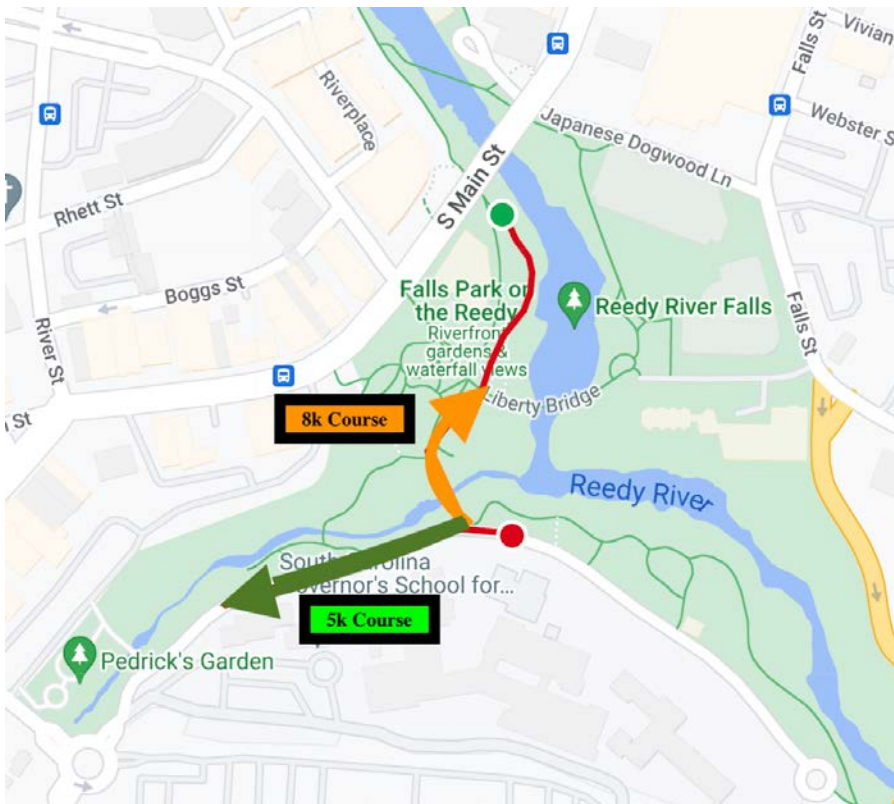 Vivian
Falls St
Webster S
Riverplace
Japanese Dogwood Ln
S Main St
Rhett St
Boggs St
River St
Falls Park on
the Reedy
Riverfront
gardens &
waterfall views
Reedy River Falls
Falls St
Liberty Bridge
8k Course
St
Reedy River
South Carolina
Governor's School for...
5k Course
Pedrick's Garden